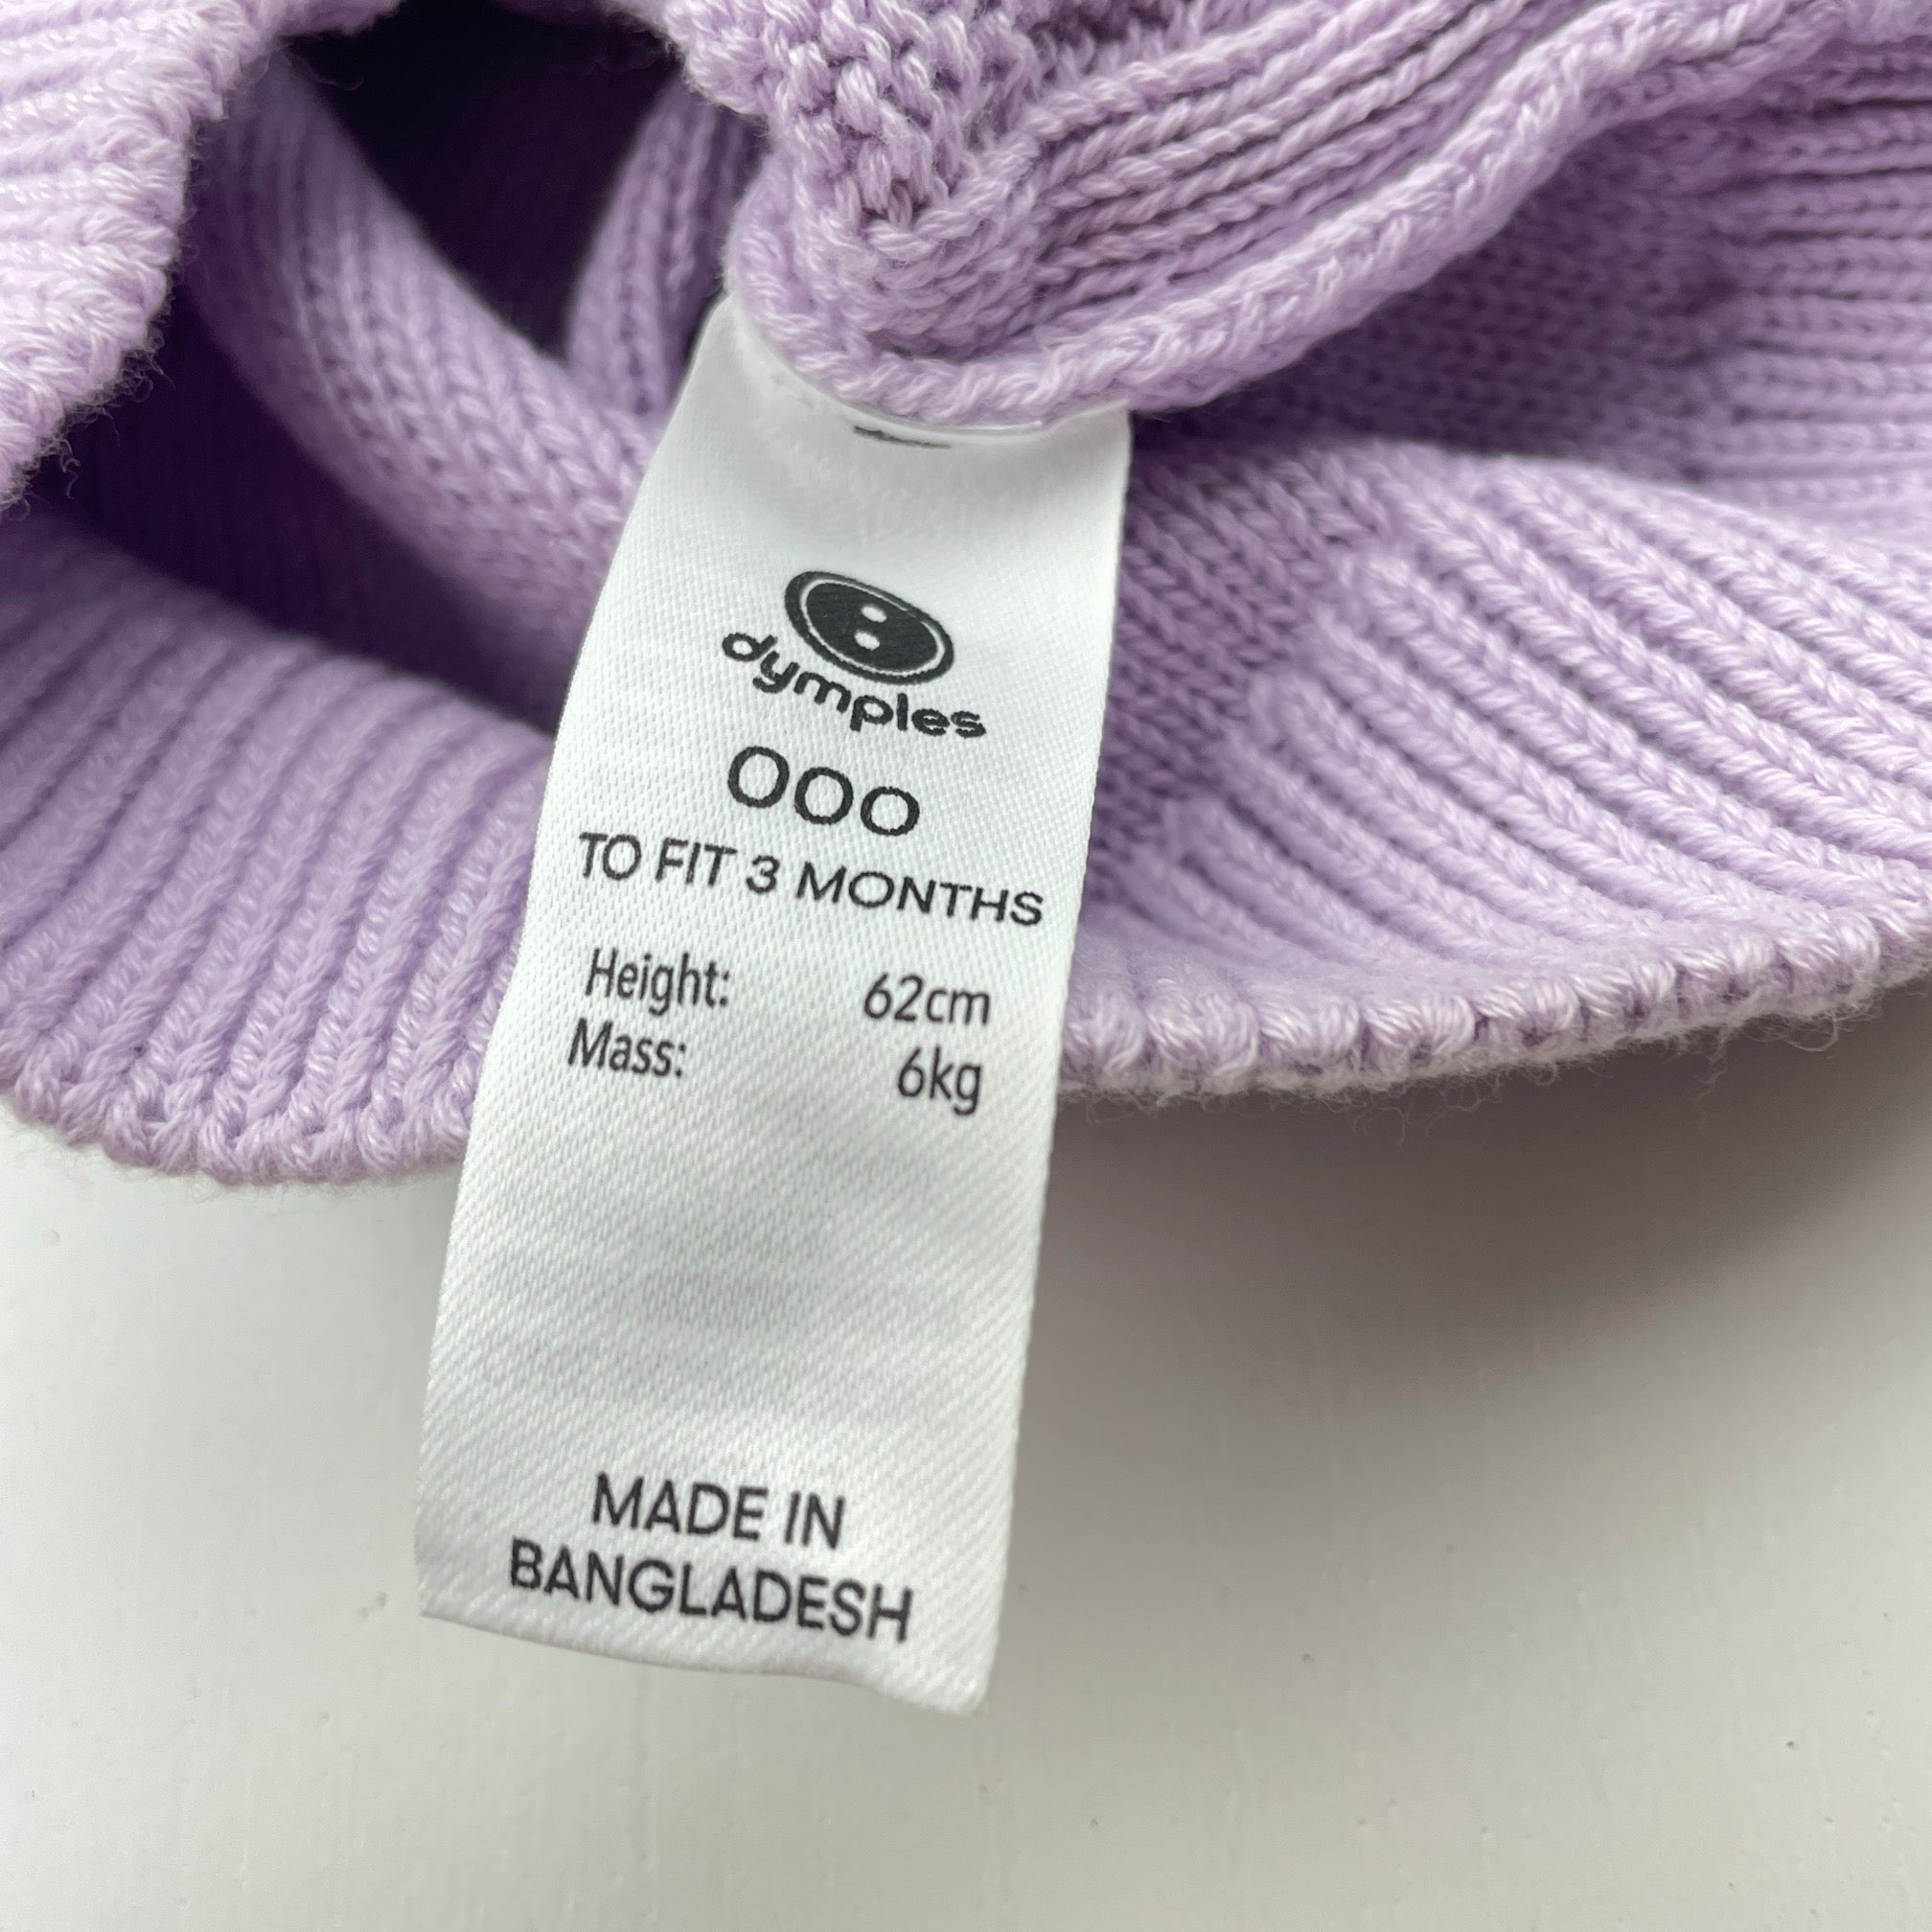 dymples
000
TO FIT 3 MONTHS
Height: 62cm
Mass: 6kg
MADE IN
BANGLADESH